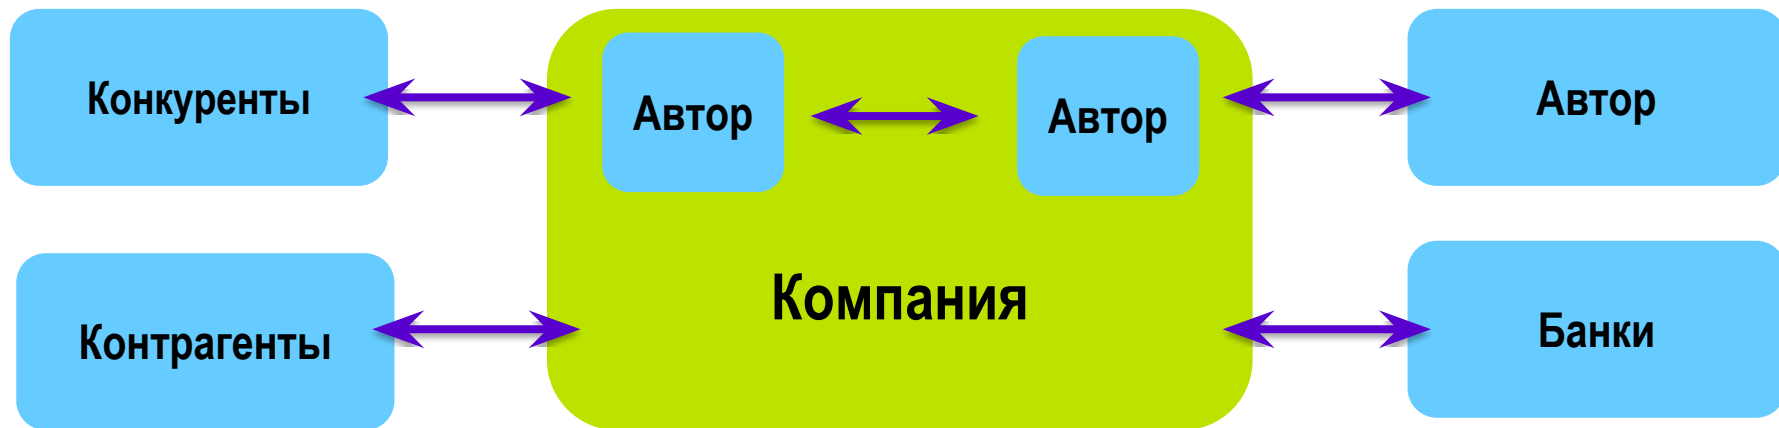 Конкуренты
Автор
Автор
Автор
Контрагенты
Компания
Банки